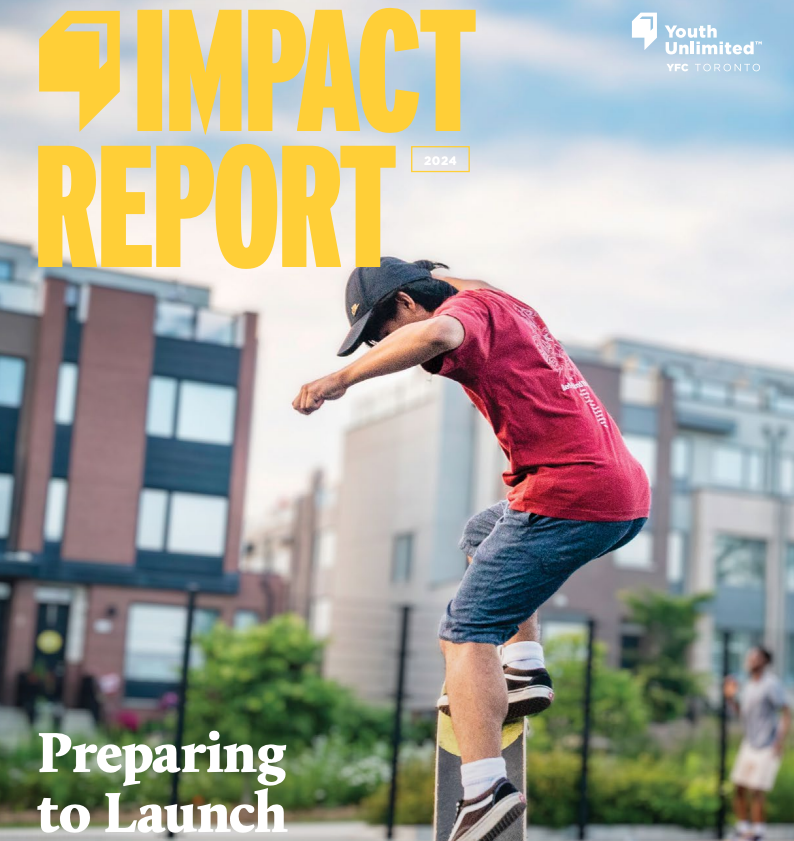 IMPACT
REPORT
2024
Youth
Unlimited™
YFC TORONTO
Preparing
to Launch